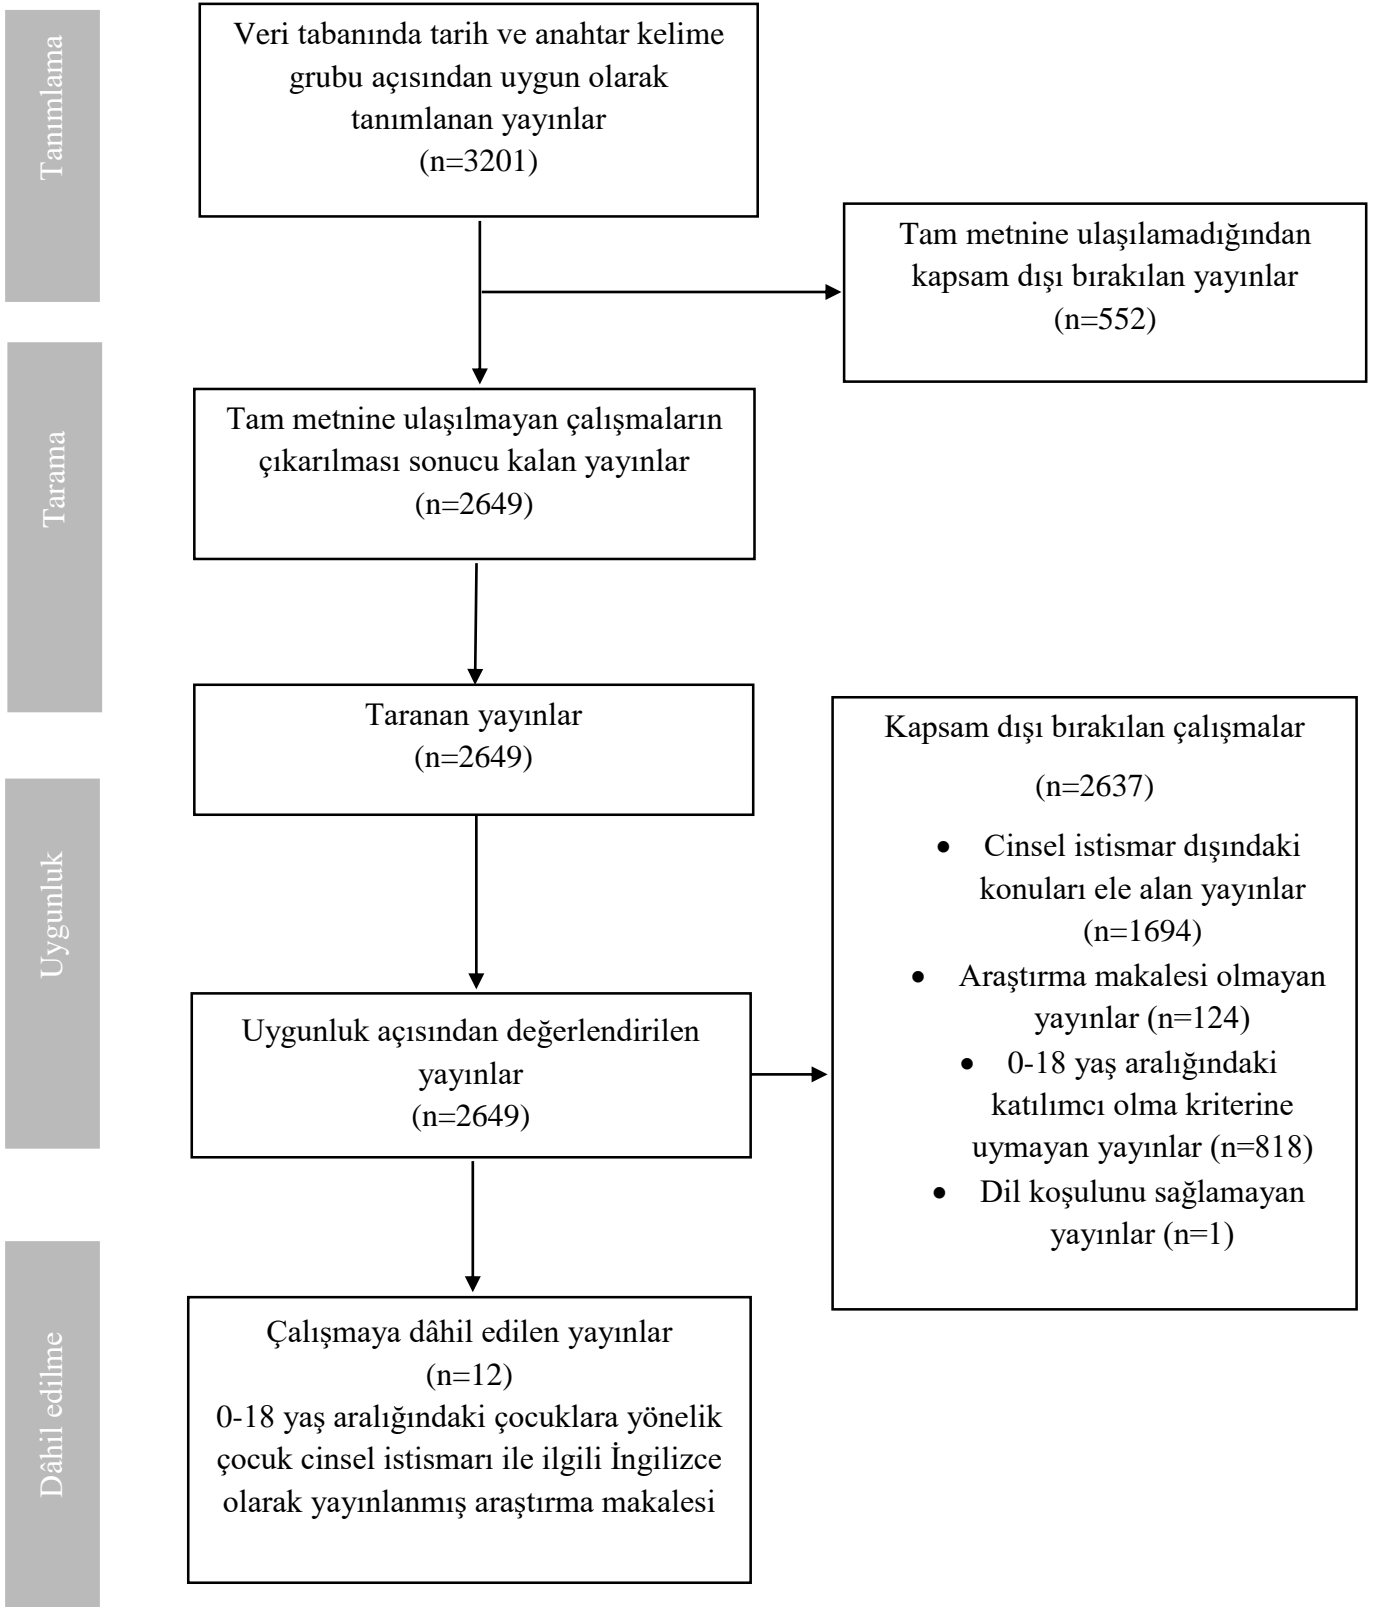 Tanımlama
Veri tabanında tarih ve anahtar kelime
grubu açısından uygun olarak
tanımlanan yayınlar
(n=3201)
Tam metnine ulaşılamadığından
kapsam dışı bırakılan yayınlar
(n=552)
Tarama
Tam metnine ulaşılmayan çalışmaların
çıkarılması sonucu kalan yayınlar
(n=2649)
Taranan yayınlar
(n=2649)
Uygunluk
Uygunluk açısından değerlendirilen
yayınlar
(n=2649)
Kapsam dışı bırakılan çalışmalar
(n=2637)
• Cinsel istismar dışındaki
konuları ele alan yayınlar
(n=1694)
• Araştırma makalesi olmayan
yayınlar (n=124)
• 0-18 yaş aralığındaki
katılımcı olma kriterine
uymayan yayınlar (n=818)
• Dil koşulunu sağlamayan
yayınlar (n=1)
Dâhil edilme
Çalışmaya dâhil edilen yayınlar
(n=12)
0-18 yaş aralığındaki çocuklara yönelik
çocuk cinsel istismarı ile ilgili İngilizce
olarak yayınlanmış araştırma makalesi